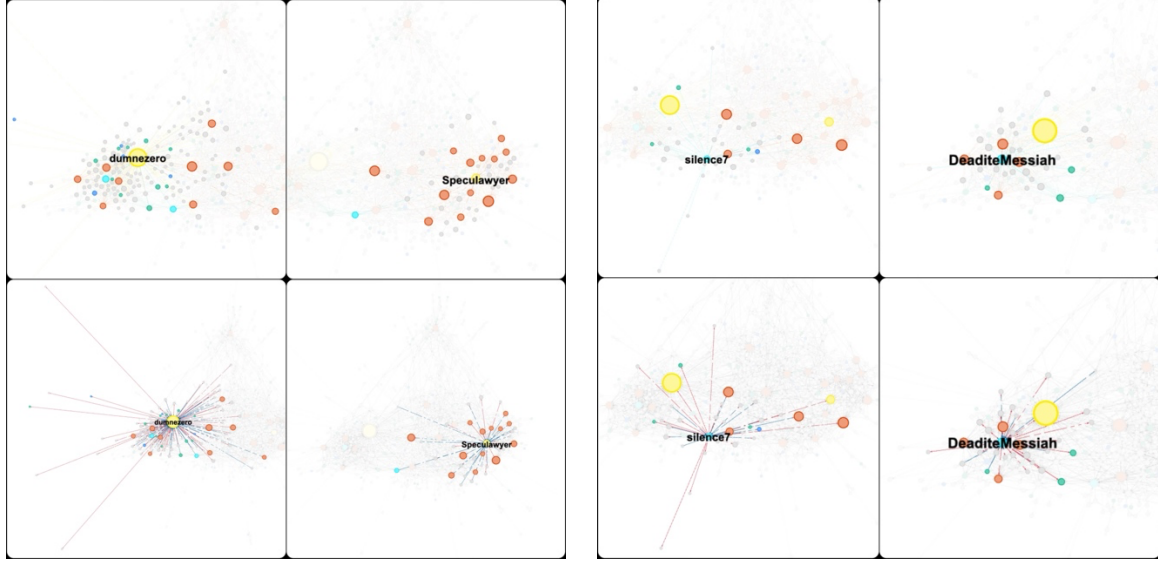 dumnezero
Speculawyer
silence7
DeaditeMessiah
dumnezero
Speculawyer
silence7
DeaditeMessiah